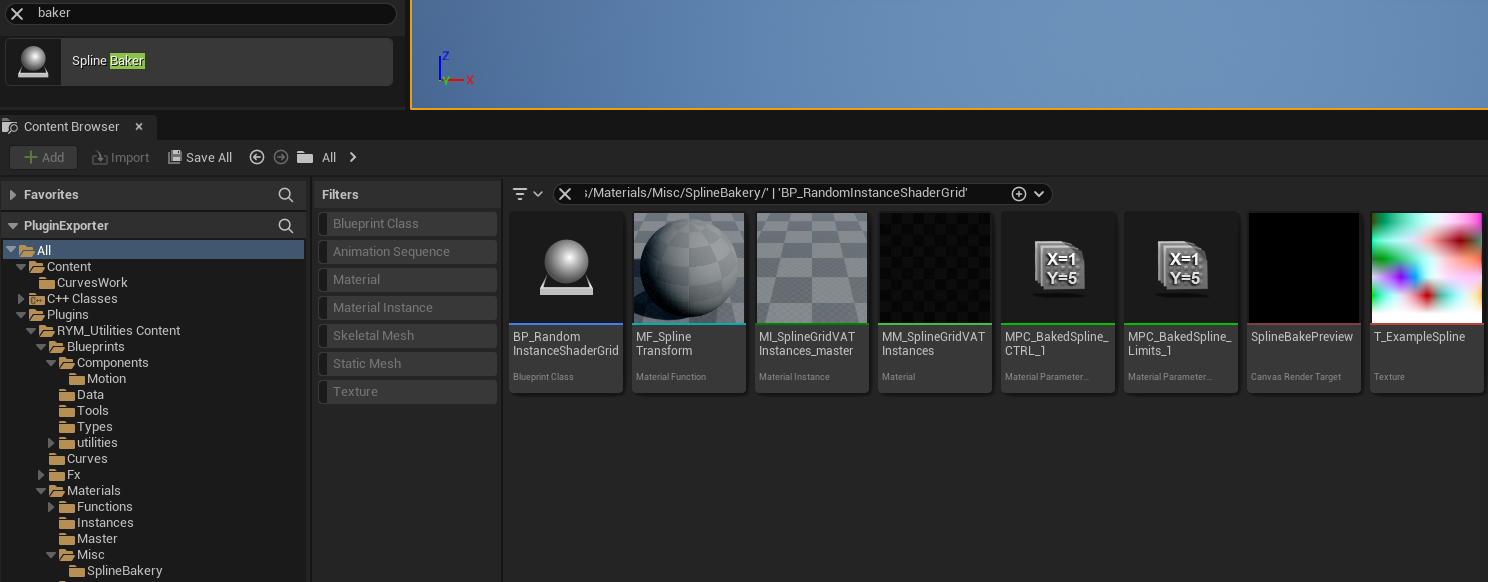 baker
Spline Baker
Z
Y
X
Content Browser
Add
Import
Save All
All
Favorites
PluginExporter
All
Content
CurvesWork
C++ Classes
Plugins
RYM_Utilities Content
Blueprints
Components
Motion
Data
Tools
Types
utilities
Curves
Fx
Materials
Functions
Instances
Master
Misc
SplineBakery
Filters
Blueprint Class
Animation Sequence
Material
Material Instance
Skeletal Mesh
Static Mesh
Texture
s/Materials/Misc/SplineBakery/' | 'BP_RandomInstanceShaderGrid'
BP_Random
InstanceShaderGrid
Blueprint Class
MF_Spline
Transform
Material Function
MI_SplineGridVAT
Instances_master
Material Instance
MM_SplineGridVAT
Instances
Material
X=1
Y=5
MPC_BakedSpline_
CTRL_1
Material Parameter...
X=1
Y=5
MPC_BakedSpline_
Limits_1
Material Parameter...
SplineBakePreview
Canvas Render Target
T_ExampleSpline
Texture